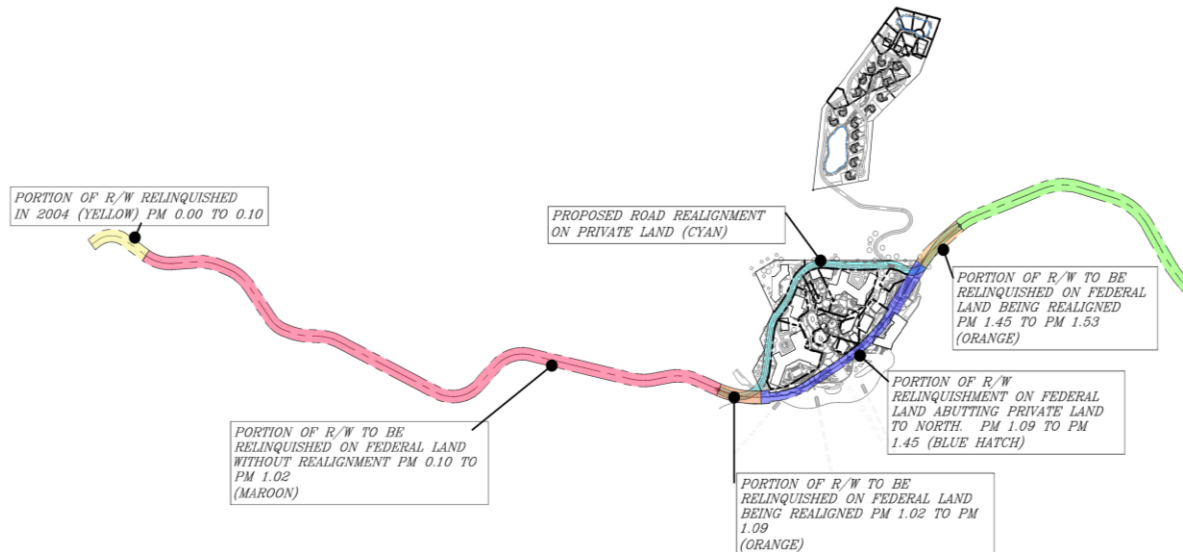 PORTION OF R/W RELINQUISHED
IN 2004 (YELLOW) PM 0.00 TO 0.10
PROPOSED ROAD REALIGNMENT
ON PRIVATE LAND (CYAN)
PORTION OF R/W TO BE
RELINQUISHED ON FEDERAL
LAND BEING REALIGNED
PM 1.45 TO PM 1.53
(ORANGE)
PORTION OF R/W
RELINQUISHMENT ON FEDERAL
LAND ABUTTING PRIVATE LAND
TO NORTH. PM 1.09 TO PM
1.45 (BLUE HATCH)
PORTION OF R/W TO BE
RELINQUISHED ON FEDERAL LAND
WITHOUT REALIGNMENT PM 0.10 TO
PM 1.02
(MAROON)
PORTION OF R/W TO BE
RELINQUISHED ON FEDERAL LAND
BEING REALIGNED PM 1.02 TO PM
1.09
(ORANGE)